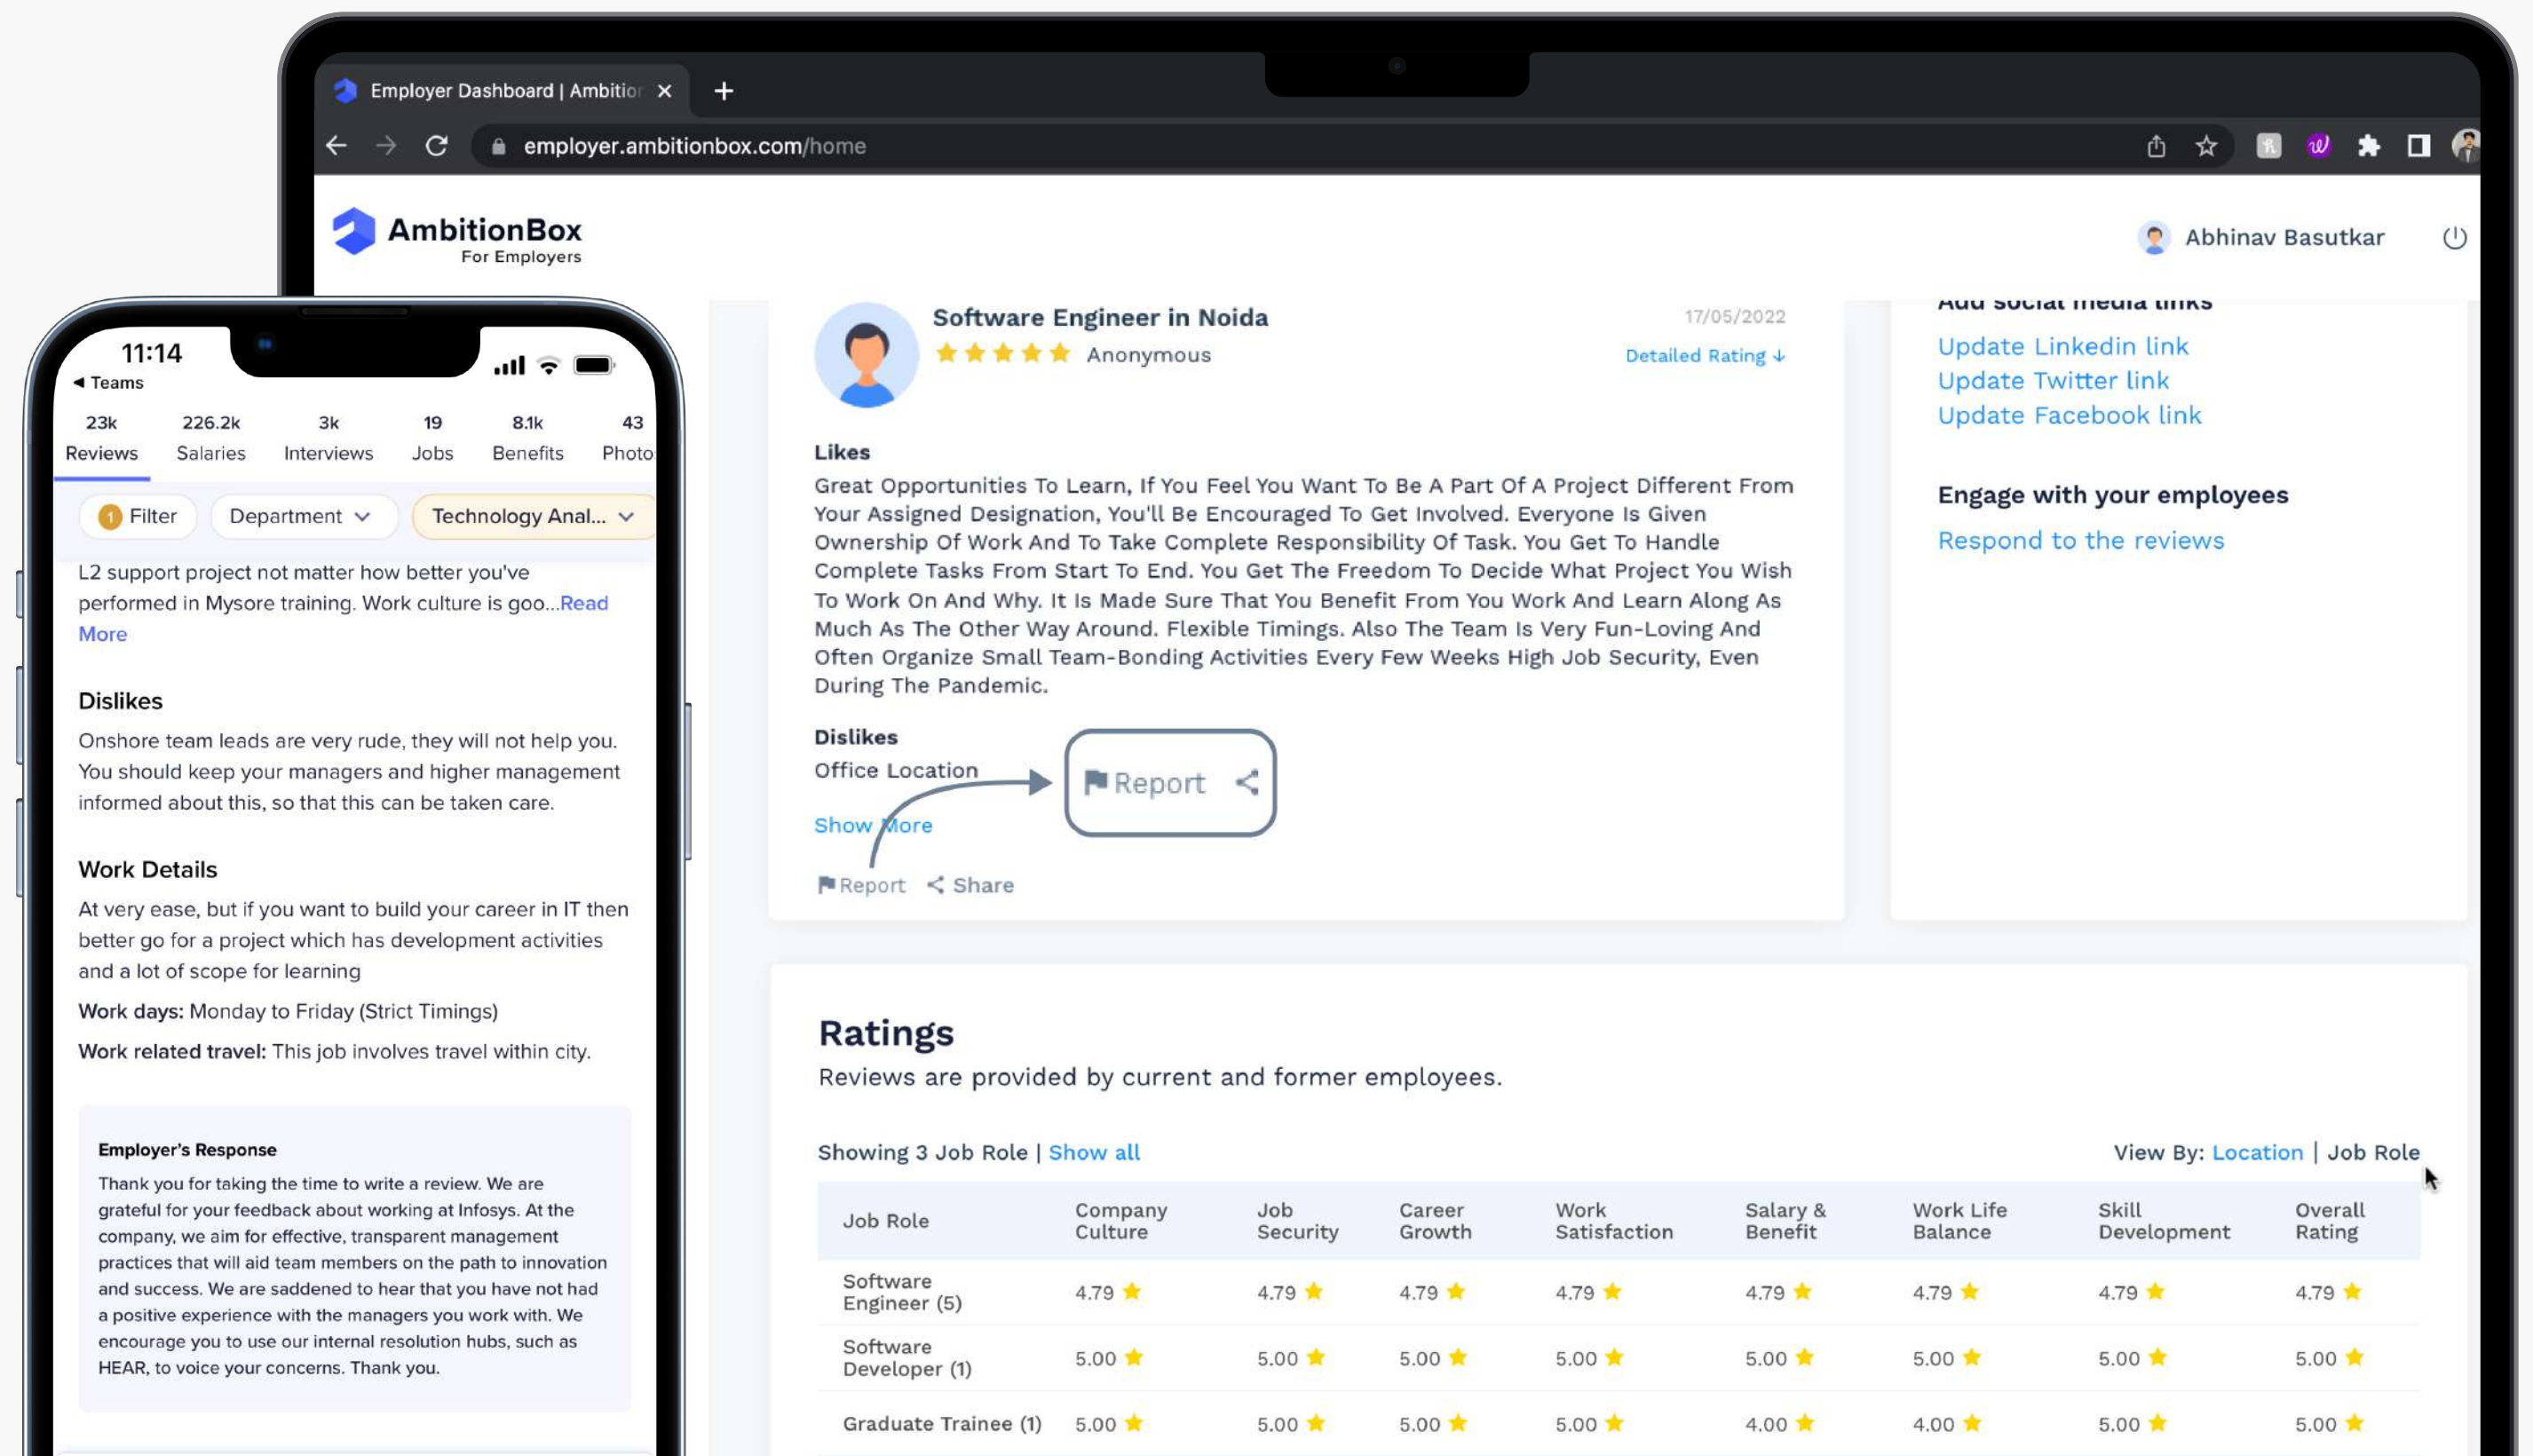 Employer Dashboard | Ambition
employer.ambitionbox.com/home
AmbitionBox
For Employers
Abhinav Basutkar
11:14
Teams
23k 226.2k 3k 19 8.1k 43
Reviews Salaries Interviews Jobs Benefits Photo
1 Filter Department Technology Anal...
L2 support project not matter how better you've
performed in Mysore training. Work culture is goo...Read
More
Dislikes
Onshore team leads are very rude, they will not help you.
You should keep your managers and higher management
informed about this, so that this can be taken care.
Work Details
At very ease, but if you want to build your career in IT then
better go for a project which has development activities
and a lot of scope for learning
Work days: Monday to Friday (Strict Timings)
Work related travel: This job involves travel within city.
Employer's Response
Thank you for taking the time to write a review. We are
grateful for your feedback about working at Infosys. At the
company, we aim for effective, transparent management
practices that will aid team members on the path to innovation
and success. We are saddened to hear that you have not had
a positive experience with the managers you work with. We
encourage you to use our internal resolution hubs, such as
HEAR, to voice your concerns. Thank you.
Software Engineer in Noida
17/05/2022
Anonymous
Detailed Rating ↓
Likes
Great Opportunities To Learn, If You Feel You Want To Be A Part Of A Project Different From
Your Assigned Designation, You'll Be Encouraged To Get Involved. Everyone Is Given
Ownership Of Work And To Take Complete Responsibility Of Task. You Get To Handle
Complete Tasks From Start To End. You Get The Freedom To Decide What Project You Wish
To Work On And Why. It Is Made Sure That You Benefit From You Work And Learn Along As
Much As The Other Way Around. Flexible Timings. Also The Team Is Very Fun-Loving And
Often Organize Small Team-Bonding Activities Every Few Weeks High Job Security, Even
During The Pandemic.
Dislikes
Office Location
Report
Show More
Report Share
Add social media links
Update Linkedin link
Update Twitter link
Update Facebook link
Engage with your employees
Respond to the reviews
Ratings
Reviews are provided by current and former employees.
Showing 3 Job Role | Show all
View By: Location | Job Role
Job Role Company Culture Job Security Career Growth Work Satisfaction Salary & Benefit Work Life Balance Skill Development Overall Rating
Software Engineer (5) 4.79 4.79 4.79 4.79 4.79 4.79 4.79 4.79
Software Developer (1) 5.00 5.00 5.00 5.00 5.00 5.00 5.00 5.00
Graduate Trainee (1) 5.00 5.00 5.00 5.00 4.00 4.00 5.00 5.00